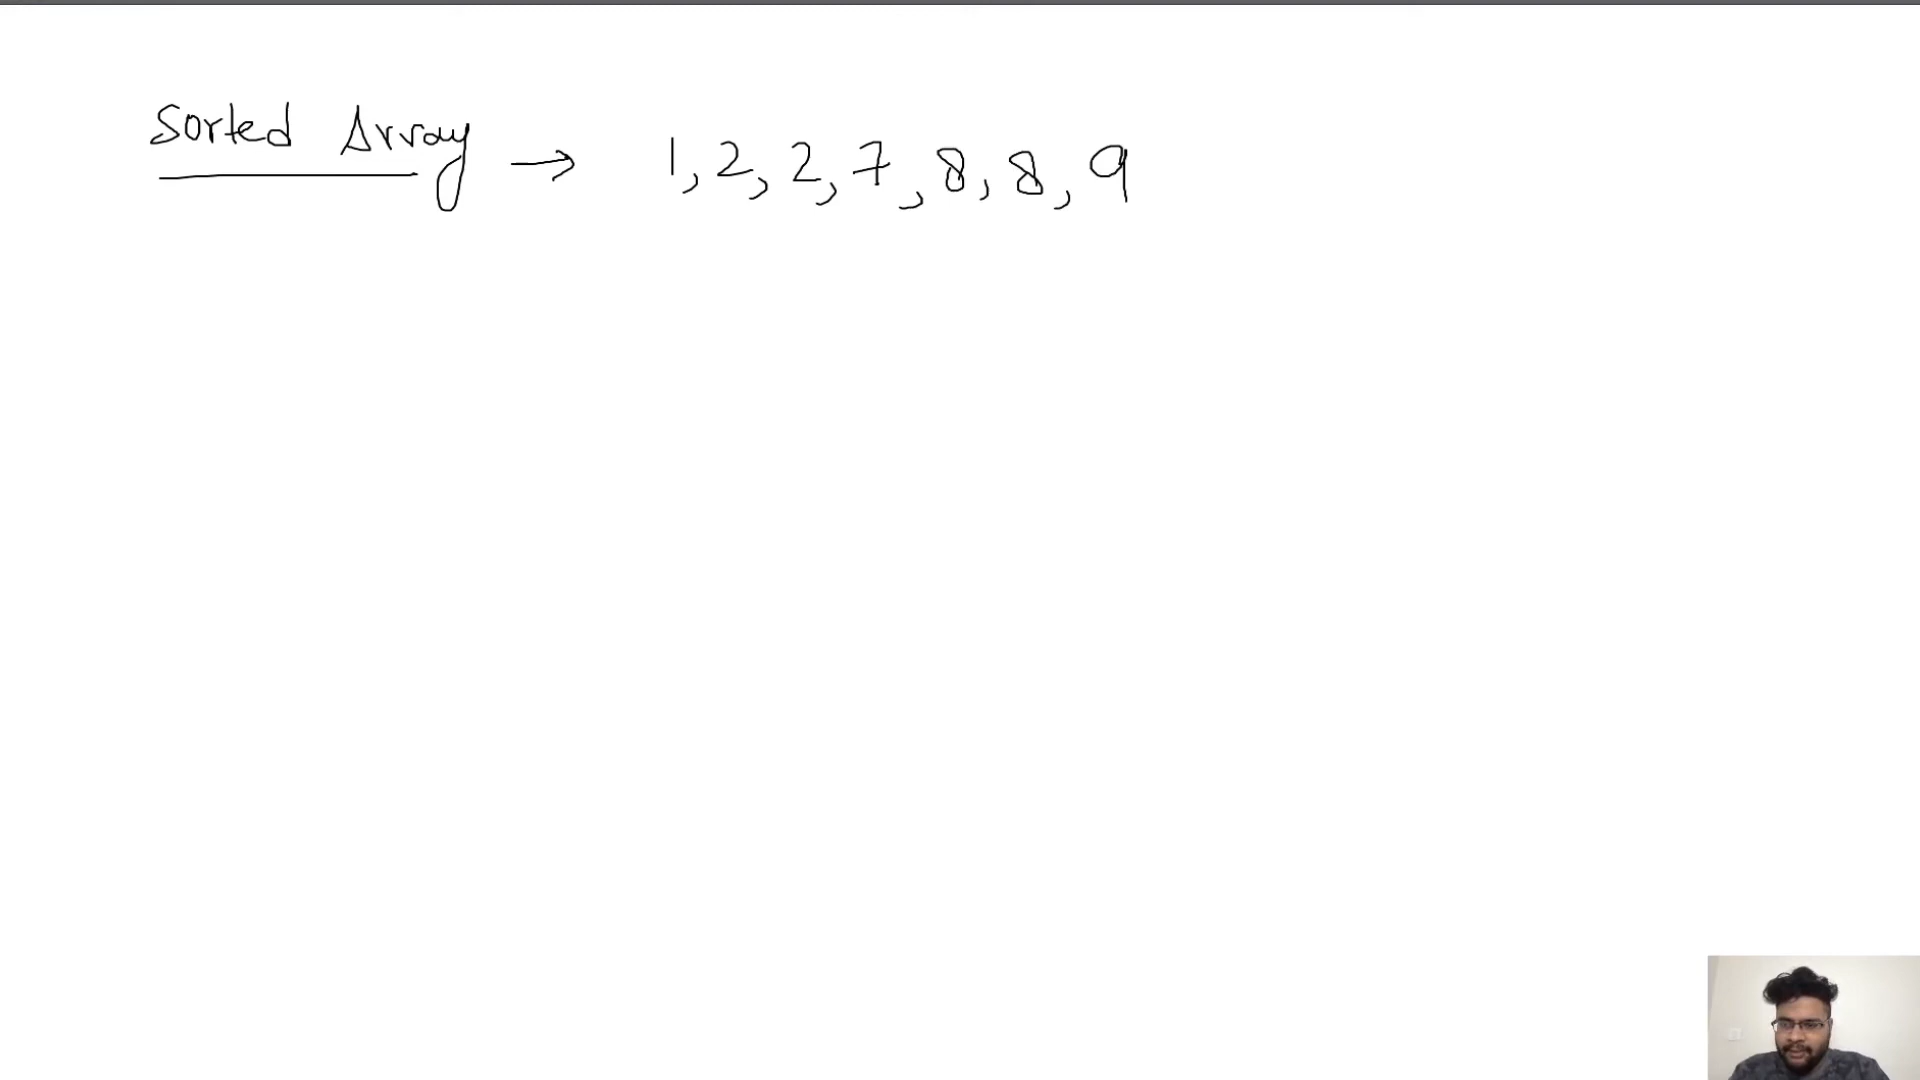 Sorted Array → 1, 2, 2, 7, 8, 8, 9